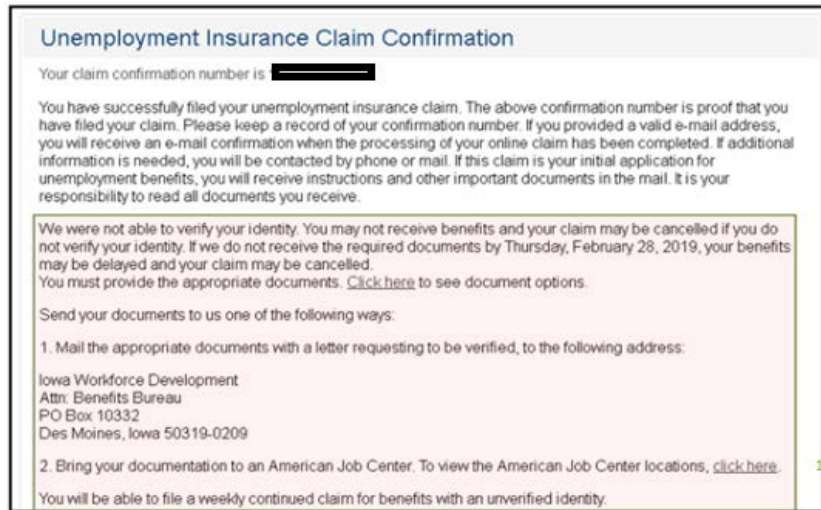 Unemployment Insurance Claim Confirmation
Your claim confirmation number is
You have successfully filed your unemployment insurance claim. The above confirmation number is proof that you
have filed your claim. Please keep a record of your confirmation number. If you provided a valid e-mail address,
you will receive an e-mail confirmation when the processing of your online claim has been completed. If additional
information is needed, you will be contacted by phone or mail. If this claim is your initial application for
unemployment benefits, you will receive instructions and other important documents in the mail. It is your
responsibility to read all documents you receive.
We were not able to verify your identity. You may not receive benefits and your claim may be cancelled if you do
not verify your identity. If we do not receive the required documents by Thursday, February 28, 2019, your benefits
may be delayed and your claim may be cancelled.
You must provide the appropriate documents. Click here to see document options.
Send your documents to us one of the following ways:
1. Mail the appropriate documents with a letter requesting to be verified, to the following address:
Iowa Workforce Development
Attn: Benefits Bureau
PO Box 10332
Des Moines, Iowa 50319-0209
2. Bring your documentation to an American Job Center. To view the American Job Center locations, click here.
1
You will be able to file a weekly continued claim for benefits with an unverified identity.